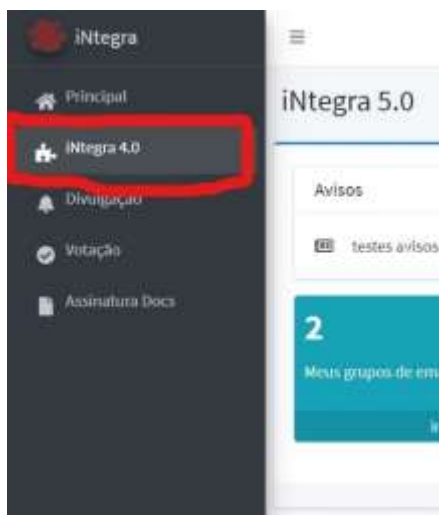 iNtegra
Principal
iNtegra 4.0
Divulgação
Votação
Assinatura Docs
iNtegra 5.0
Avisos
testes avisos
2
Meus grupos de ema